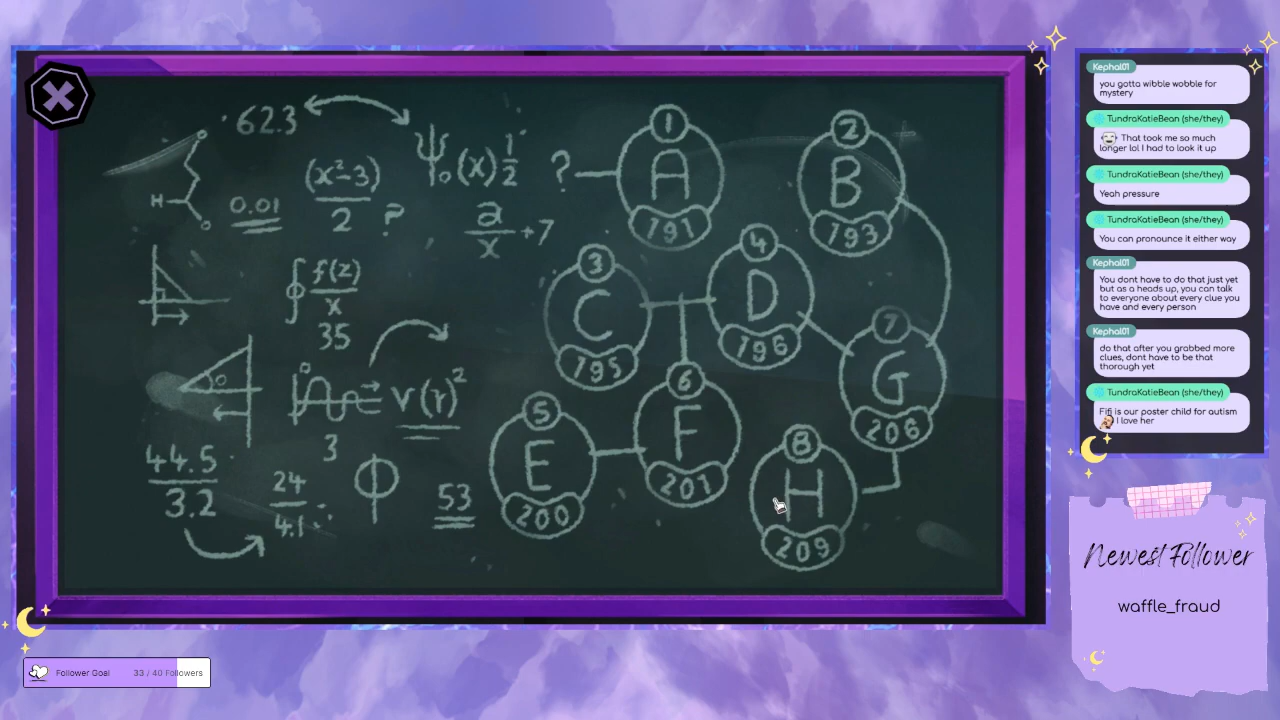 62.3
H
0.01
(x²-3)
2
?
Ψ₀(x)½
a
x +7
∮ f(z)
x
35
3
v(r)²
44.5
3.2
24
4.1
Φ
53
?
1
A
191
2
B
193
3
C
195
4
D
196
5
E
200
6
F
201
7
G
206
8
H
209
Kephal01
you gotta wibble wobble for
mystery
TundraKatieBean (she/they)
That took me so much
longer lol I had to look it up
TundraKatieBean (she/they)
Yeah pressure
TundraKatieBean (she/they)
You can pronounce it either way
Kephal01
You dont have to do that just yet
but as a heads up, you can talk
to everyone about every clue you
have and every person
Kephal01
do that after you grabbed more
clues, dont have to be that
thorough yet
TundraKatieBean (she/they)
Fifi is our poster child for autism
I love her
Newest Follower
waffle_fraud
Follower Goal
33 / 40 Followers